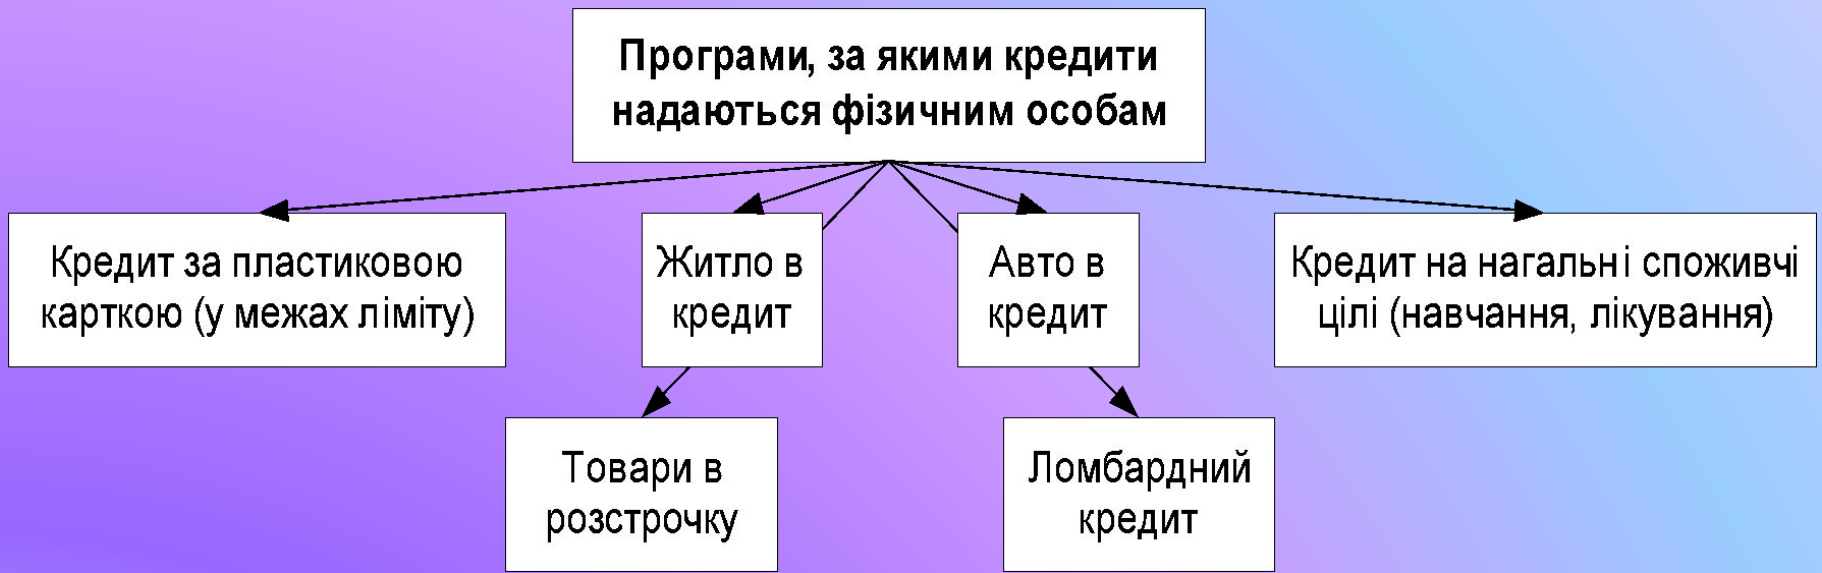 Програми, за якими кредити
надаються фізичним особам
Кредит за пластиковою
карткою (у межах ліміту)
Житло в
кредит
Авто в
кредит
Кредит на нагальні споживчі
цілі (навчання, лікування)
Товари в
розстрочку
Ломбардний
кредит